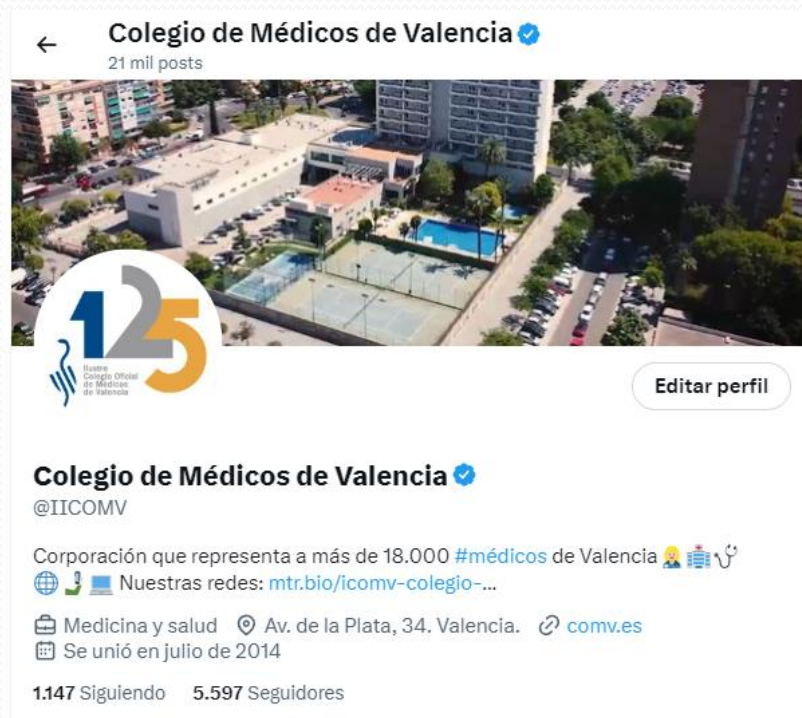 Colegio de Médicos de Valencia
21 mil posts
125
Ilustre
Colegio Oficial
de Médicos
de Valencia
Editar perfil
Colegio de Médicos de Valencia
@IICOMV
Corporación que representa a más de 18.000 #médicos de Valencia
Nuestras redes: mtr.bio/icomv-colegio-...
Medicina y salud Av. de la Plata, 34. Valencia. comv.es
Se unió en julio de 2014
1.147 Siguiendo 5.597 Seguidores